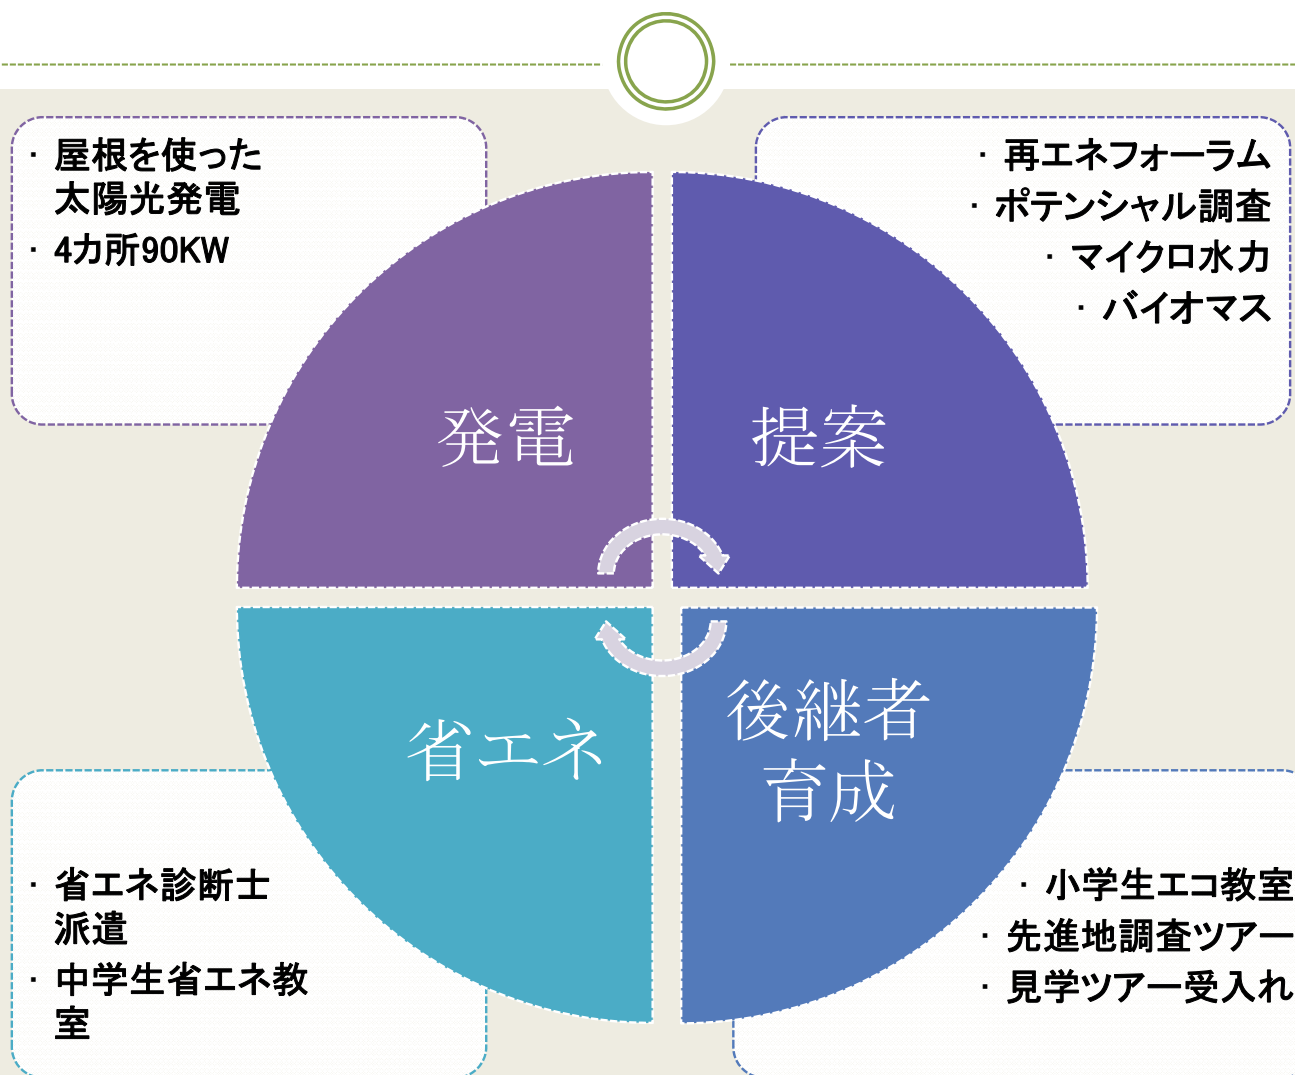 ・屋根を使った
太陽光発電
・4カ所90KW
・再エネフォーラム
・ポテンシャル調査
・マイクロ水力
・バイオマス
発電
提案
省エネ
後継者
育成
・省エネ診断士
派遣
・中学生省エネ教
室
・小学生エコ教室
・先進地調査ツアー
・見学ツアー受入れ